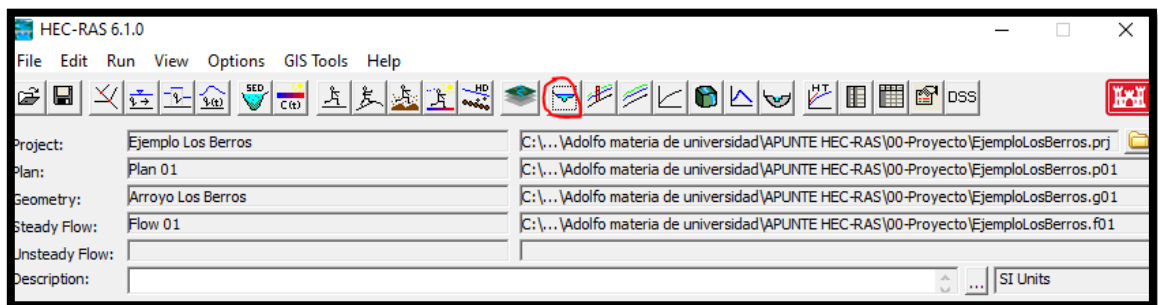 HEC-RAS 6.1.0
File Edit Run View Options GIS Tools Help
SED C(t) HD HT DSS
Project: Ejemplo Los Berros C:\...\Adolfo materia de universidad\APUNTE HEC-RAS\00-Proyecto\EjemploLosBerros.prj
Plan: Plan 01 C:\...\Adolfo materia de universidad\APUNTE HEC-RAS\00-Proyecto\EjemploLosBerros.p01
Geometry: Arroyo Los Berros C:\...\Adolfo materia de universidad\APUNTE HEC-RAS\00-Proyecto\EjemploLosBerros.g01
Steady Flow: Flow 01 C:\...\Adolfo materia de universidad\APUNTE HEC-RAS\00-Proyecto\EjemploLosBerros.f01
Unsteady Flow:
Description: ... SI Units